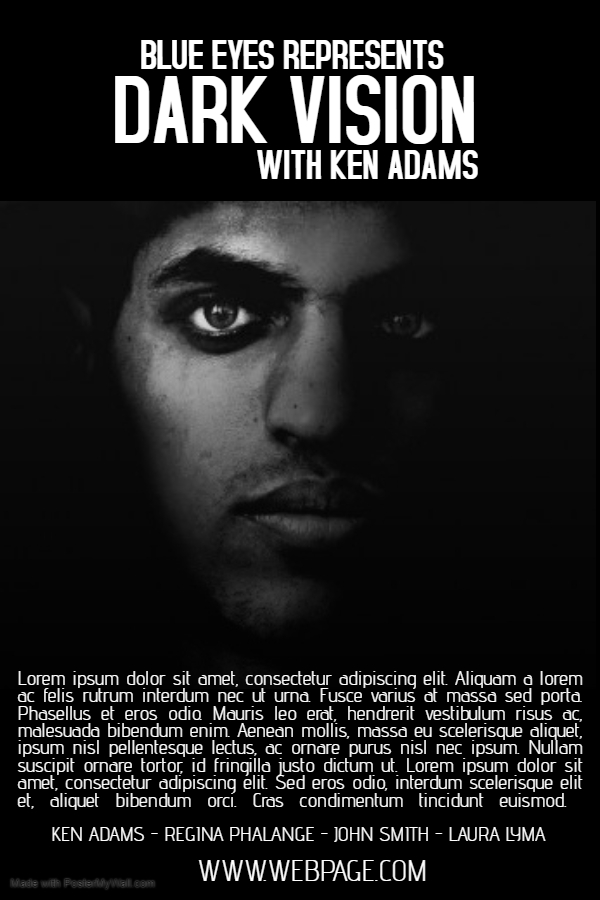 BLUE EYES REPRESENTS
DARK VISION
WITH KEN ADAMS
Lorem ipsum dolor sit amet, consectetur adipiscing elit. Aliquam a lorem
ac felis rutrum interdum nec ut urna. Fusce varius at massa sed porta.
Phasellus et eros odio. Mauris leo erat, hendrerit vestibulum risus ac,
malesuada bibendum enim. Aenean mollis, massa eu scelerisque aliquet,
ipsum nisl pellentesque lectus, ac ornare purus nisl nec ipsum. Nullam
suscipit ornare tortor, id fringilla justo dictum ut. Lorem ipsum dolor sit
amet, consectetur adipiscing elit. Sed eros odio, interdum scelerisque elit
et, aliquet bibendum orci. Cras condimentum tincidunt euismod.
KEN ADAMS - REGINA PHALANGE - JOHN SMITH - LAURA LYMA
WWW.WEBPAGE.COM
Made with PosterMyWall.com